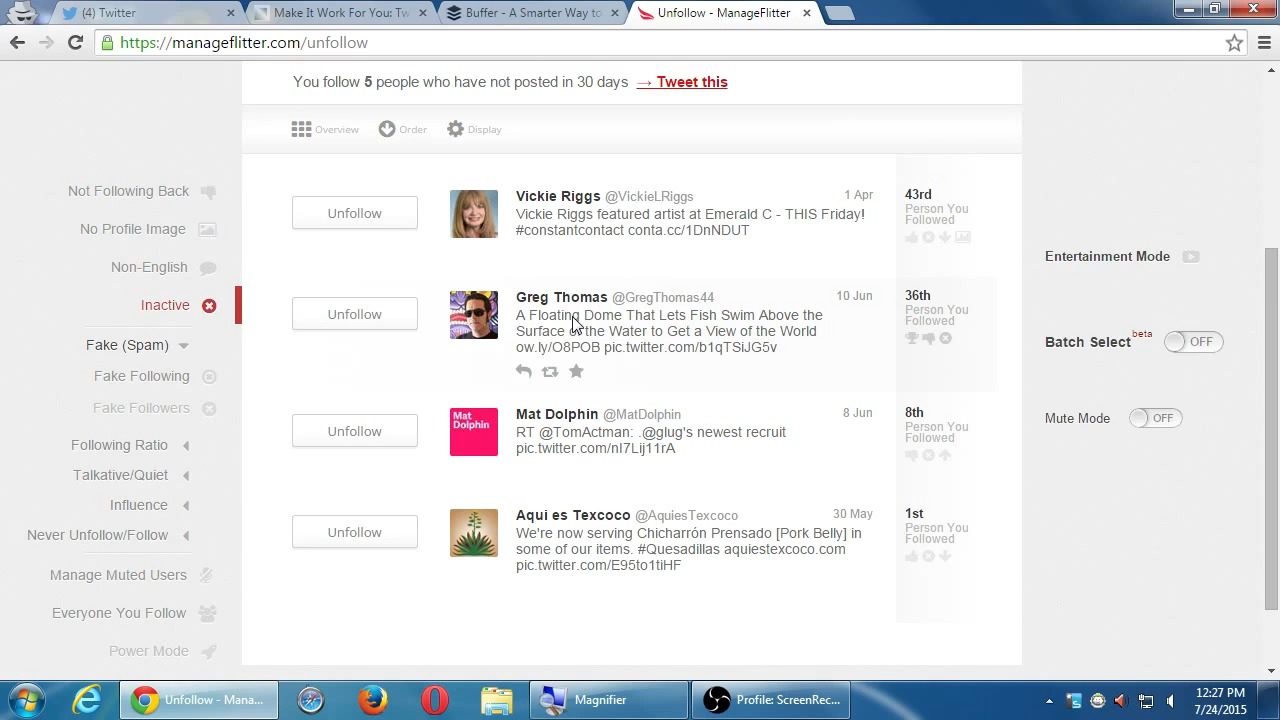 (4) Twitter
Make It Work For You: Tw
Buffer - A Smarter Way to
Unfollow - ManageFlitter
https://manageflitter.com/unfollow
You follow 5 people who have not posted in 30 days → Tweet this
Overview
Order
Display
Not Following Back
No Profile Image
Non-English
Inactive
Fake (Spam)
Fake Following
Fake Followers
Following Ratio
Talkative/Quiet
Influence
Never Unfollow/Follow
Manage Muted Users
Everyone You Follow
Power Mode
Unfollow
Vickie Riggs @VickieLRiggs
1 Apr
Vickie Riggs featured artist at Emerald C - THIS Friday!
#constantcontact conta.cc/1DnNDUT
43rd
Person You
Followed
Unfollow
Greg Thomas @GregThomas44
10 Jun
A Floating Dome That Lets Fish Swim Above the
Surface of the Water to Get a View of the World
ow.ly/O8POB pic.twitter.com/b1qTSiJG5v
36th
Person You
Followed
Unfollow
Mat
Dolphin
Mat Dolphin @MatDolphin
8 Jun
RT @TomActman: .@glug's newest recruit
pic.twitter.com/nI7Lij11rA
8th
Person You
Followed
Unfollow
Aqui es Texcoco @AquiesTexcoco
30 May
We're now serving Chicharrón Prensado [Pork Belly] in
some of our items. #Quesadillas aquiestexcoco.com
pic.twitter.com/E95to1tiHF
1st
Person You
Followed
Entertainment Mode
Batch Select beta
OFF
Mute Mode
OFF
Unfollow - Mana...
Magnifier
Profile: ScreenRec...
12:27 PM
7/24/2015